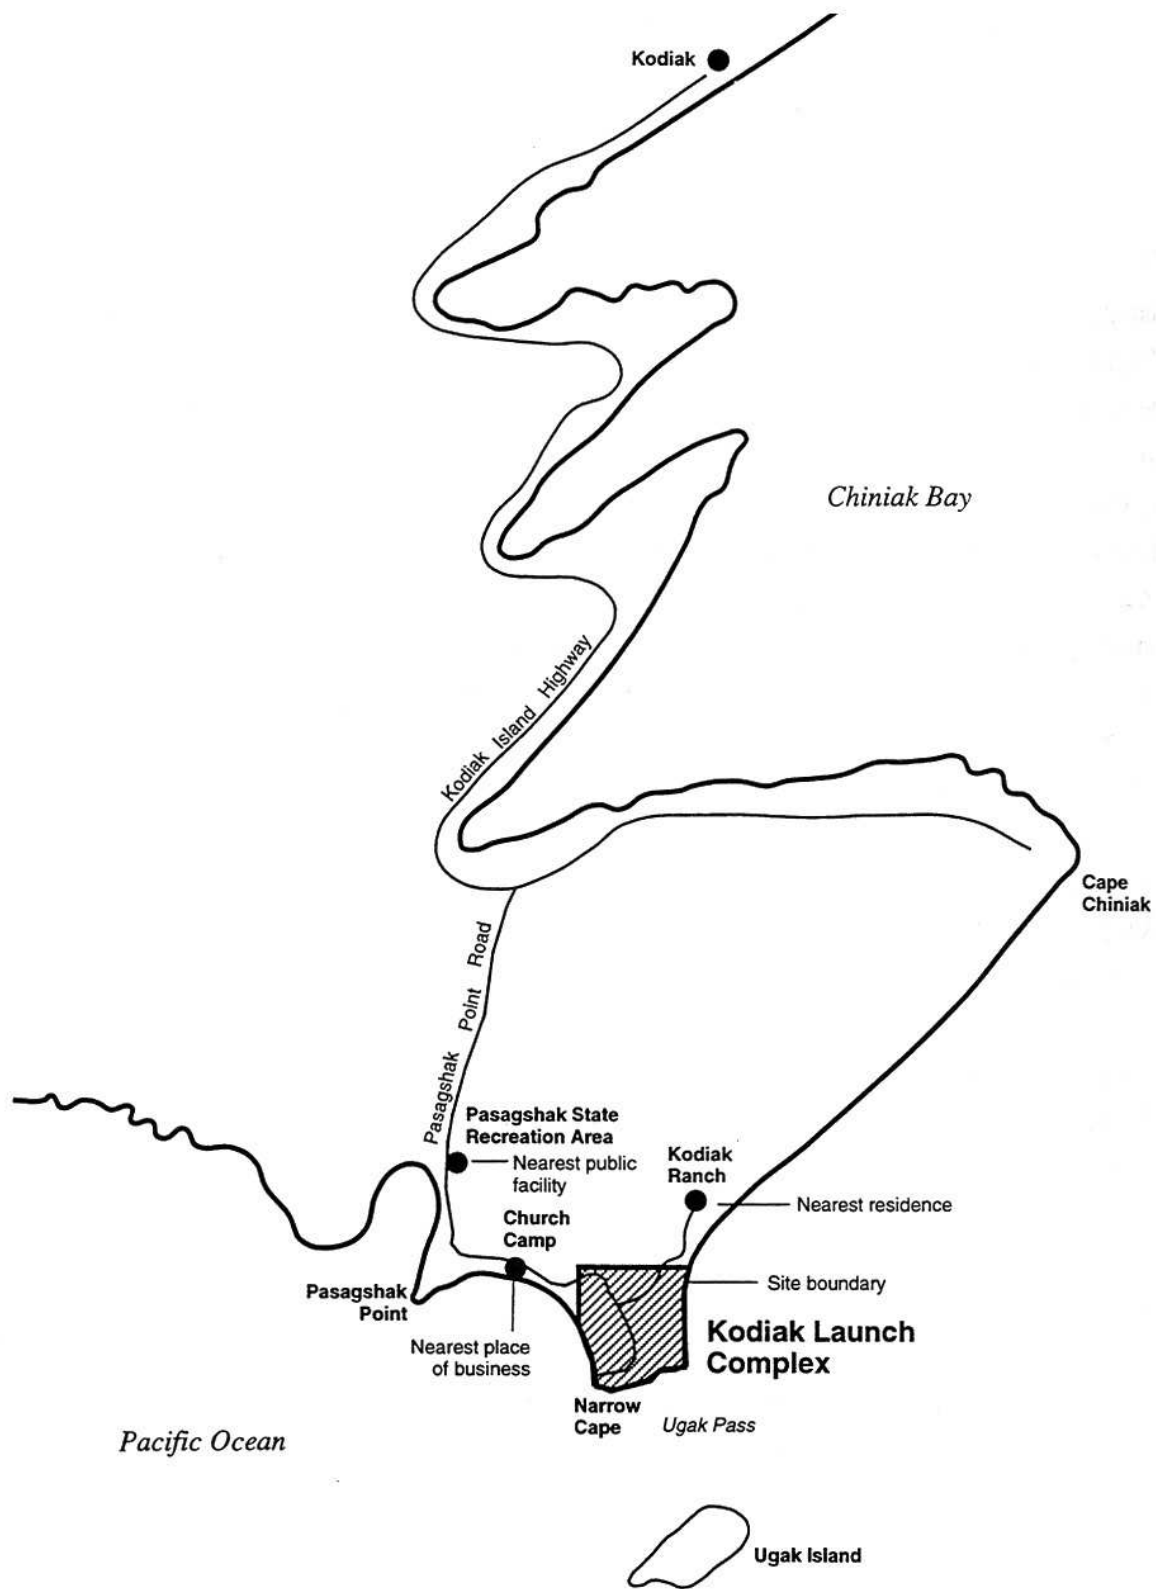 Kodiak
Chiniak Bay
Kodiak Island Highway
Cape
Chiniak
Pasagshak Point Road
Pasagshak State
Recreation Area
Nearest public
facility
Kodiak
Ranch
Nearest residence
Church
Camp
Pasagshak
Point
Site boundary
Nearest place
of business
Kodiak Launch
Complex
Narrow
Cape
Ugak Pass
Pacific Ocean
Ugak Island